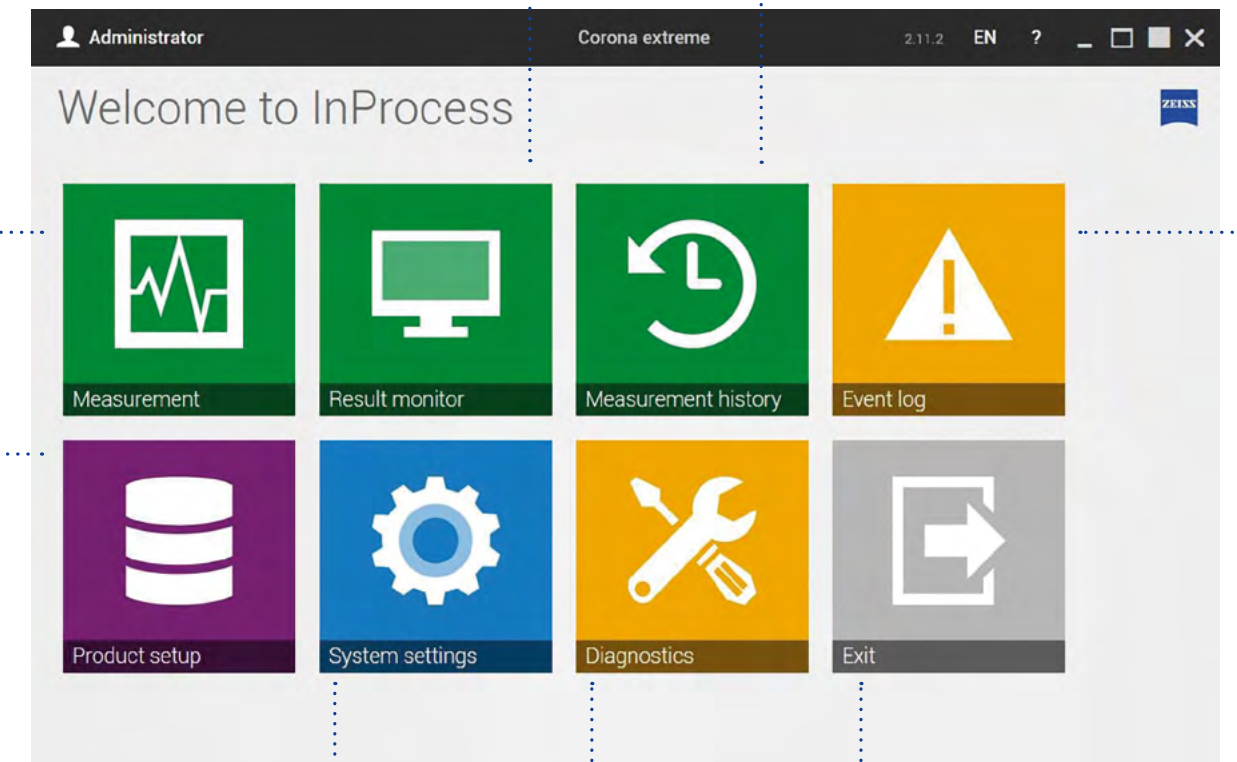 Administrator
Corona extreme
2.11.2 EN ?
Welcome to InProcess
ZEISS
Measurement
Result monitor
Measurement history
Event log
Product setup
System settings
Diagnostics
Exit